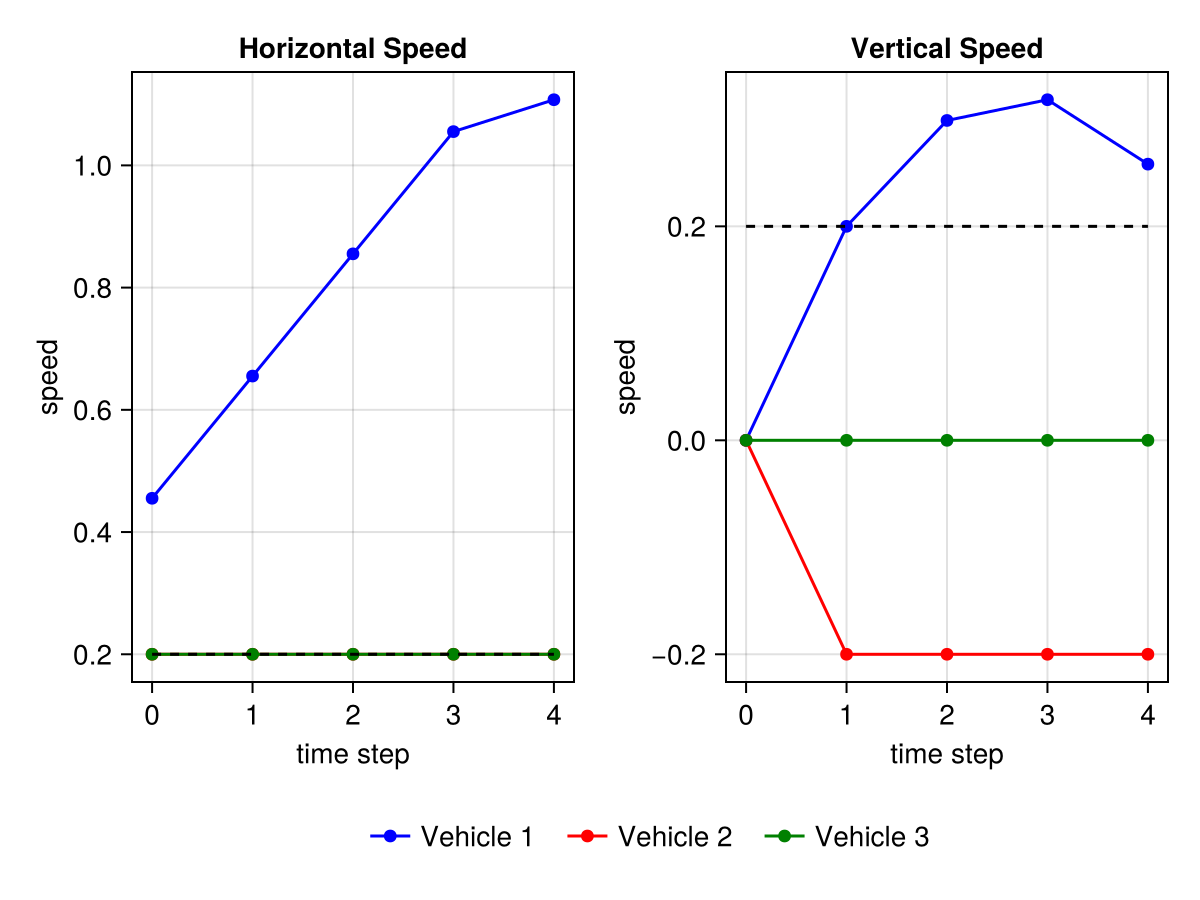 Horizontal Speed
speed
1.0
0.8
0.6
0.4
0.2
0 1 2 3 4
time step
Vertical Speed
speed
0.2
0.0
−0.2
0 1 2 3 4
time step
Vehicle 1 Vehicle 2 Vehicle 3